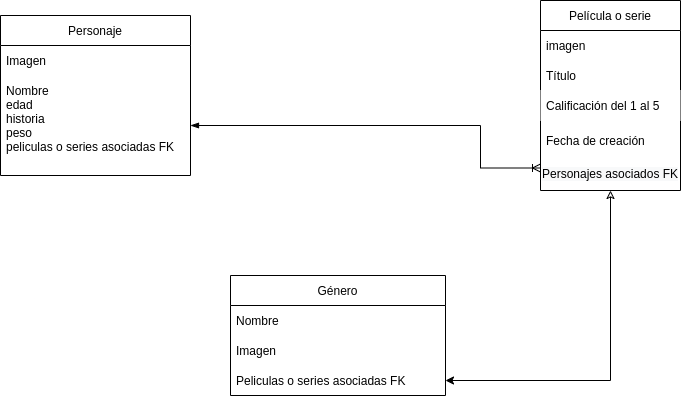 Personaje
Imagen
Nombre
edad
historia
peso
peliculas o series asociadas FK
Película o serie
imagen
Título
Calificación del 1 al 5
Fecha de creación
Personajes asociados FK
Género
Nombre
Imagen
Peliculas o series asociadas FK